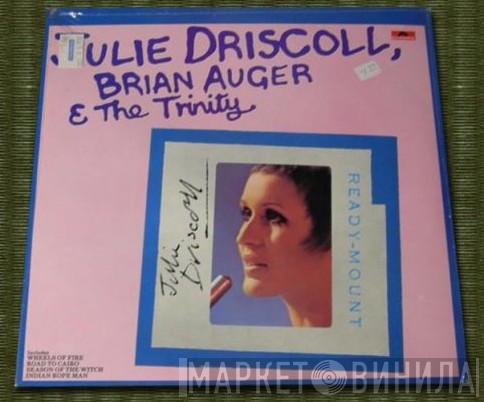 JULIE DRISCOLL,
BRIAN AUGER
& The Trinity
Julie
Driscoll
READY-MOUNT
Includes
WHEELS OF FIRE
ROAD TO CAIRO
SEASON OF THE WITCH
INDIAN ROPE MAN
МАРКЕТ ВИНИЛА